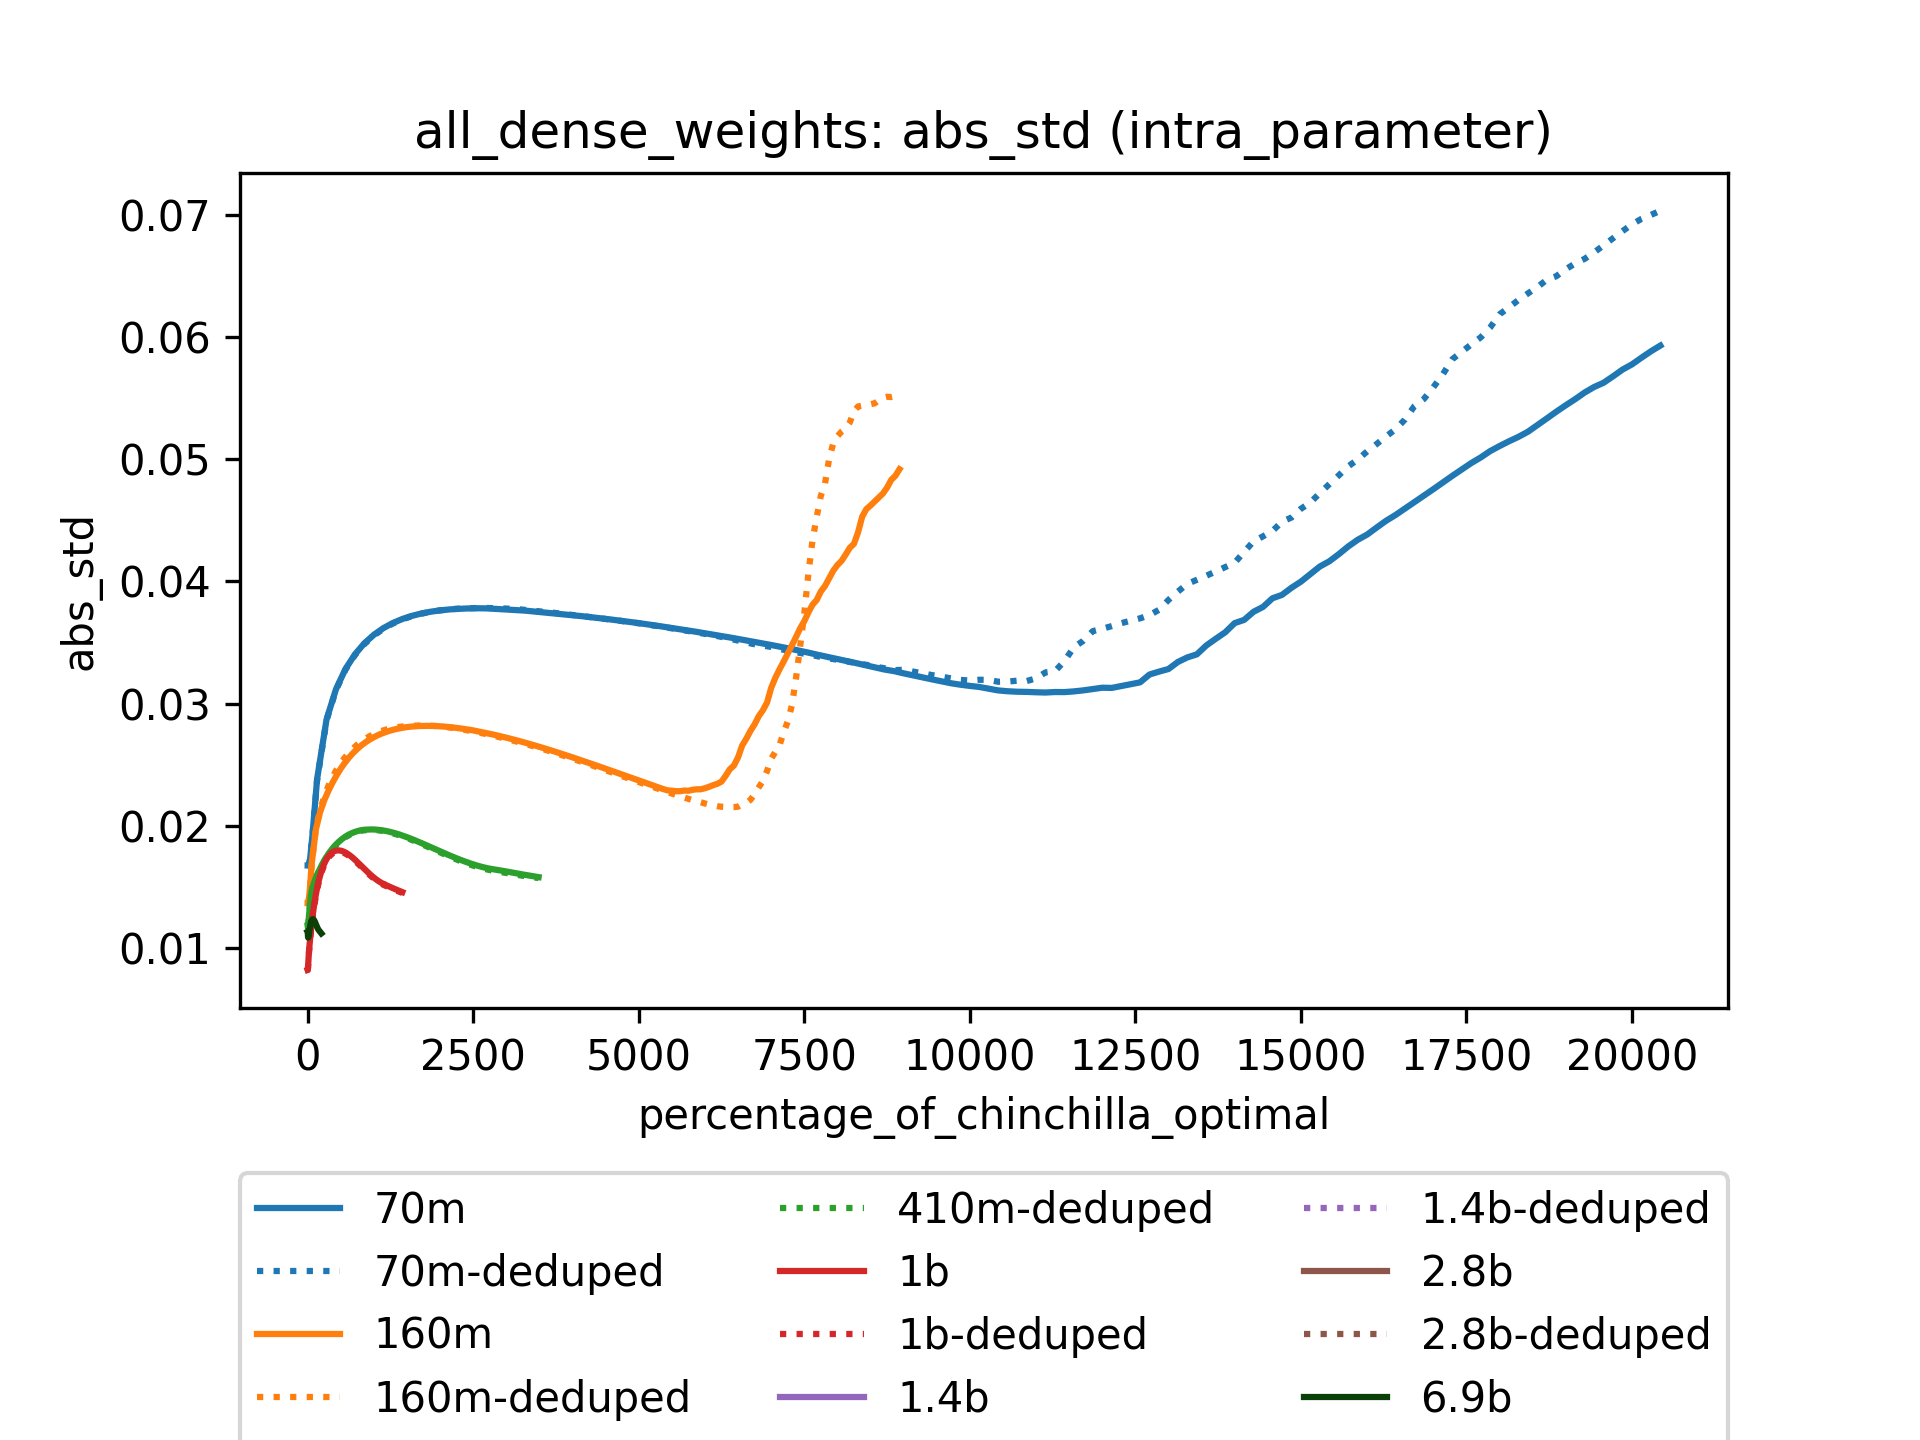 all_dense_weights: abs_std (intra_parameter)
0.07
0.06
0.05
0.04
0.03
0.02
0.01
abs_std
0 2500 5000 7500 10000 12500 15000 17500 20000
percentage_of_chinchilla_optimal
70m
70m-deduped
160m
160m-deduped
410m-deduped
1b
1b-deduped
1.4b
1.4b-deduped
2.8b
2.8b-deduped
6.9b